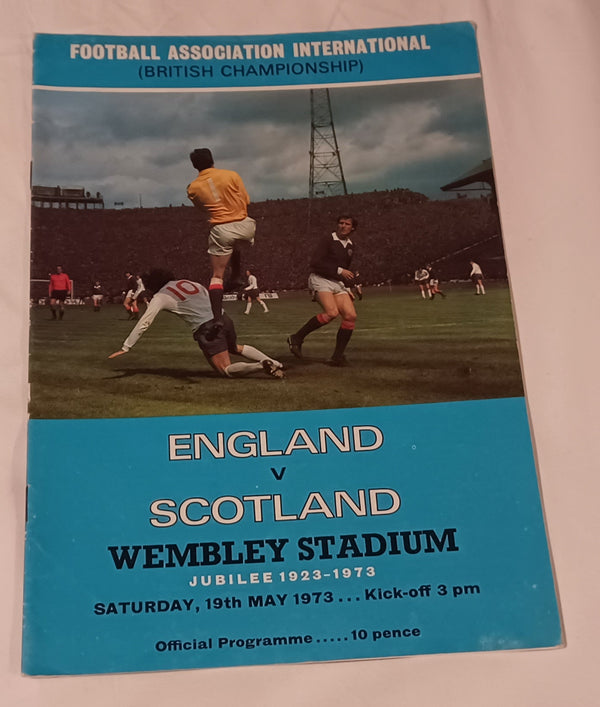 FOOTBALL ASSOCIATION INTERNATIONAL
(BRITISH CHAMPIONSHIP)
10
ENGLAND
v
SCOTLAND
WEMBLEY STADIUM
JUBILEE 1923-1973
SATURDAY, 19th MAY 1973 ... Kick-off 3 pm
Official Programme ..... 10 pence